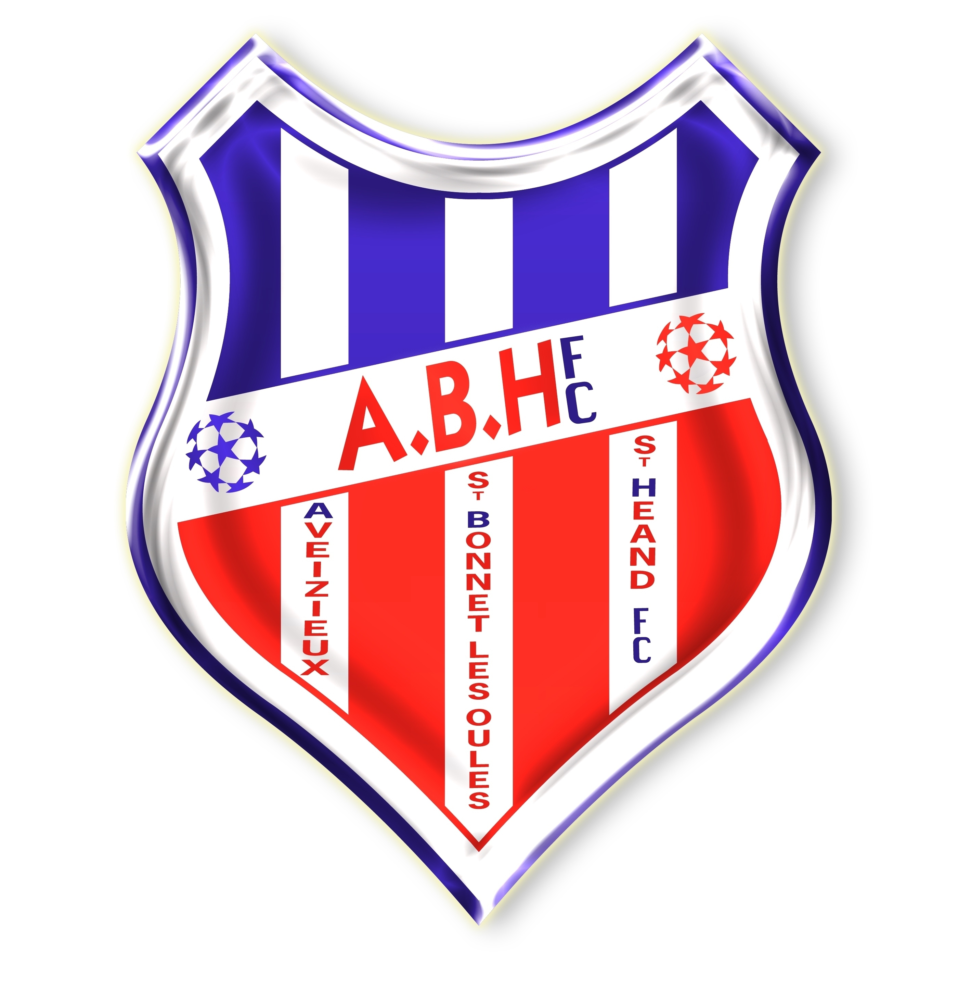 A.B.H FC
AVEIZIEUX
ST BONNET LES OULES
ST HEAND FC